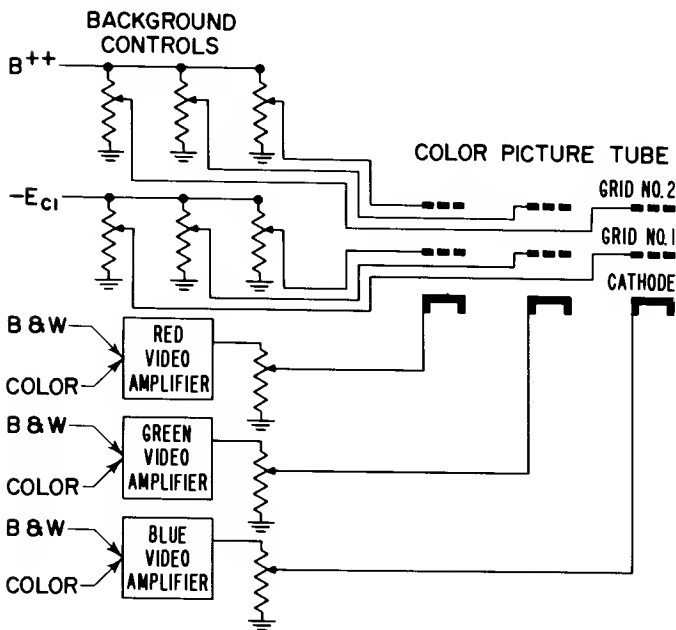 BACKGROUND
CONTROLS
B++
COLOR PICTURE TUBE
GRID NO.2
-EC1
GRID NO.1
CATHODE
B & W
COLOR
RED
VIDEO
AMPLIFIER
B & W
COLOR
GREEN
VIDEO
AMPLIFIER
B & W
COLOR
BLUE
VIDEO
AMPLIFIER